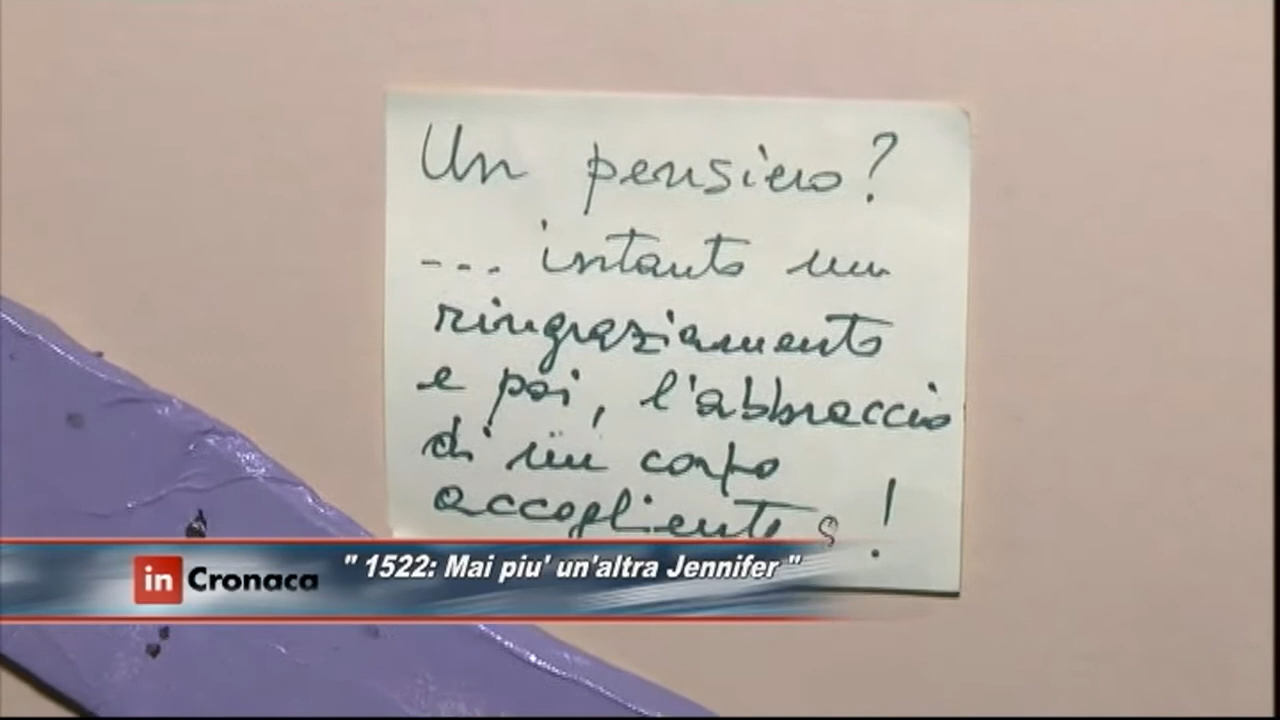 Un pensiero?
... intanto un
ringraziamento
e poi, l'abbraccio
di un corpo
accogliente!
in Cronaca
" 1522: Mai piu' un'altra Jennifer "